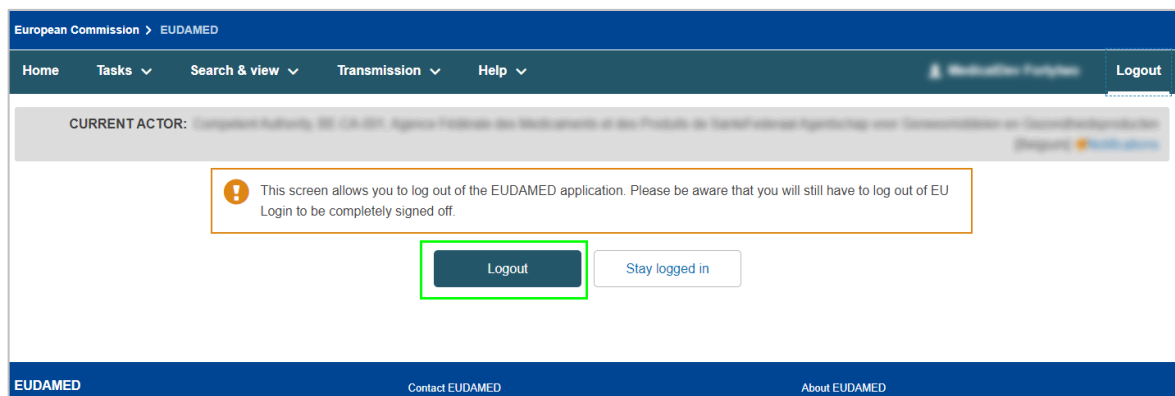 European Commission > EUDAMED
Home Tasks Search & view Transmission Help Logout
CURRENT ACTOR:
This screen allows you to log out of the EUDAMED application. Please be aware that you will still have to log out of EU
Login to be completely signed off.
Logout Stay logged in
EUDAMED Contact EUDAMED About EUDAMED